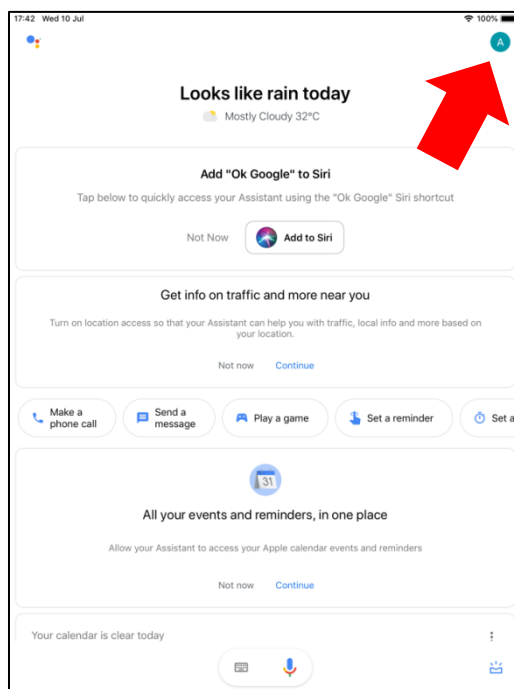 17:42 Wed 10 Jul
100%
A
Looks like rain today
Mostly Cloudy 32°C
Add "Ok Google" to Siri
Tap below to quickly access your Assistant using the "Ok Google" Siri shortcut
Not Now
Add to Siri
Get info on traffic and more near you
Turn on location access so that your Assistant can help you with traffic, local info and more based on
your location.
Not now
Continue
Make a
phone call
Send a
message
Play a game
Set a reminder
Set a
31
All your events and reminders, in one place
Allow your Assistant to access your Apple calendar events and reminders
Not now
Continue
Your calendar is clear today